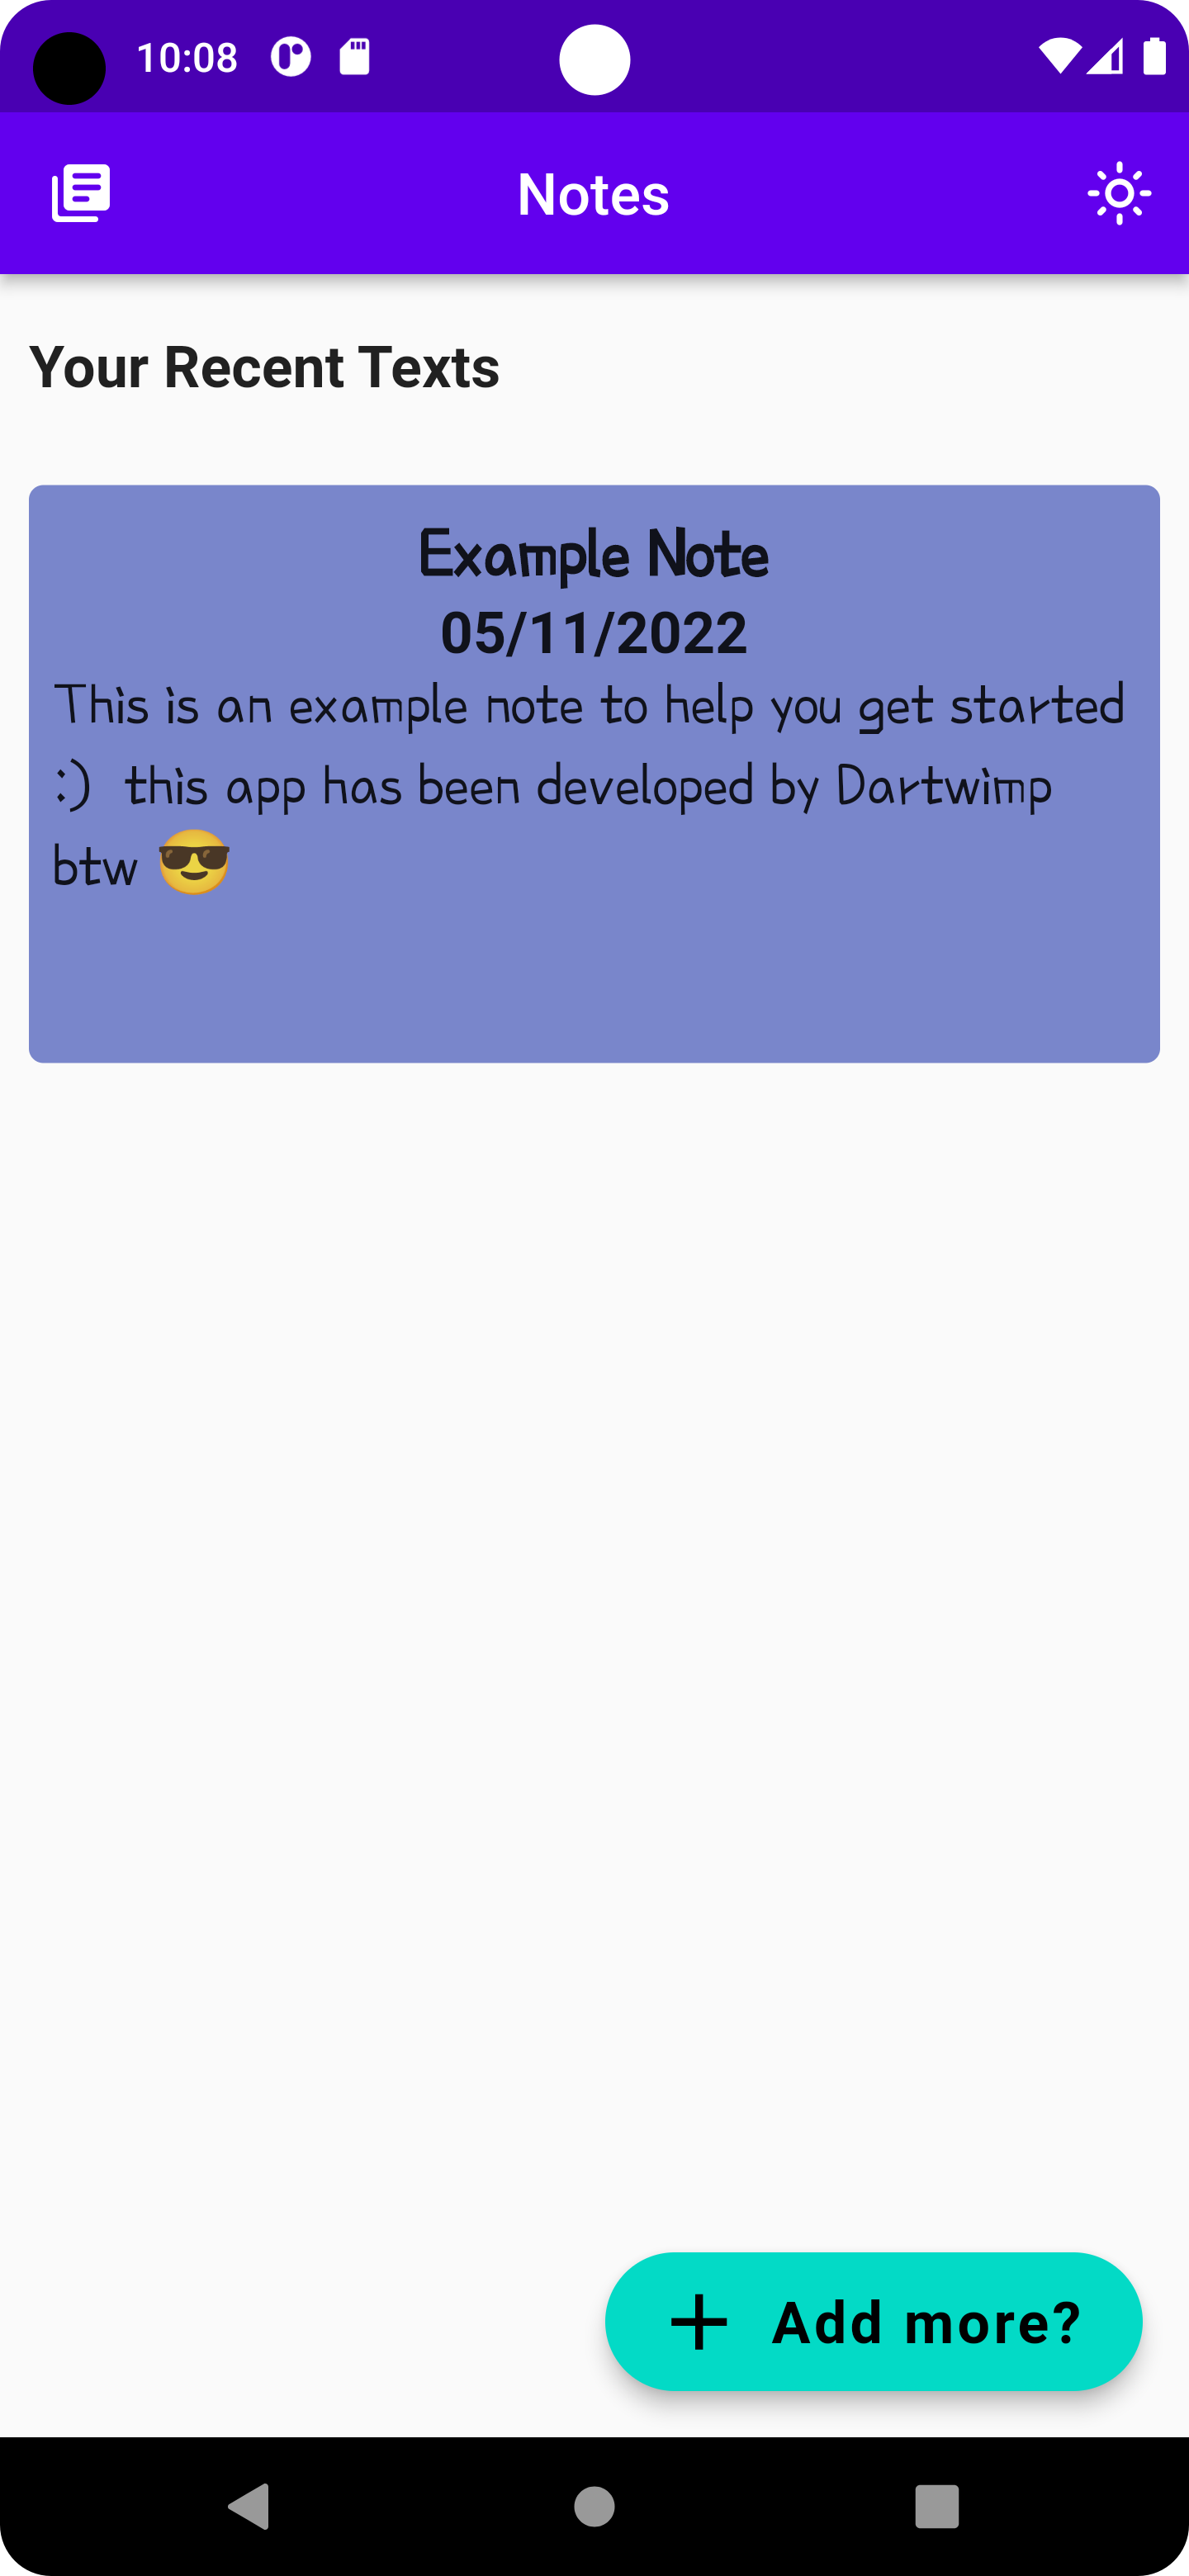 10:08
Notes
Your Recent Texts
Example Note
05/11/2022
This is an example note to help you get started
:)  this app has been developed by Dartwimp
btw 😎
Add more?